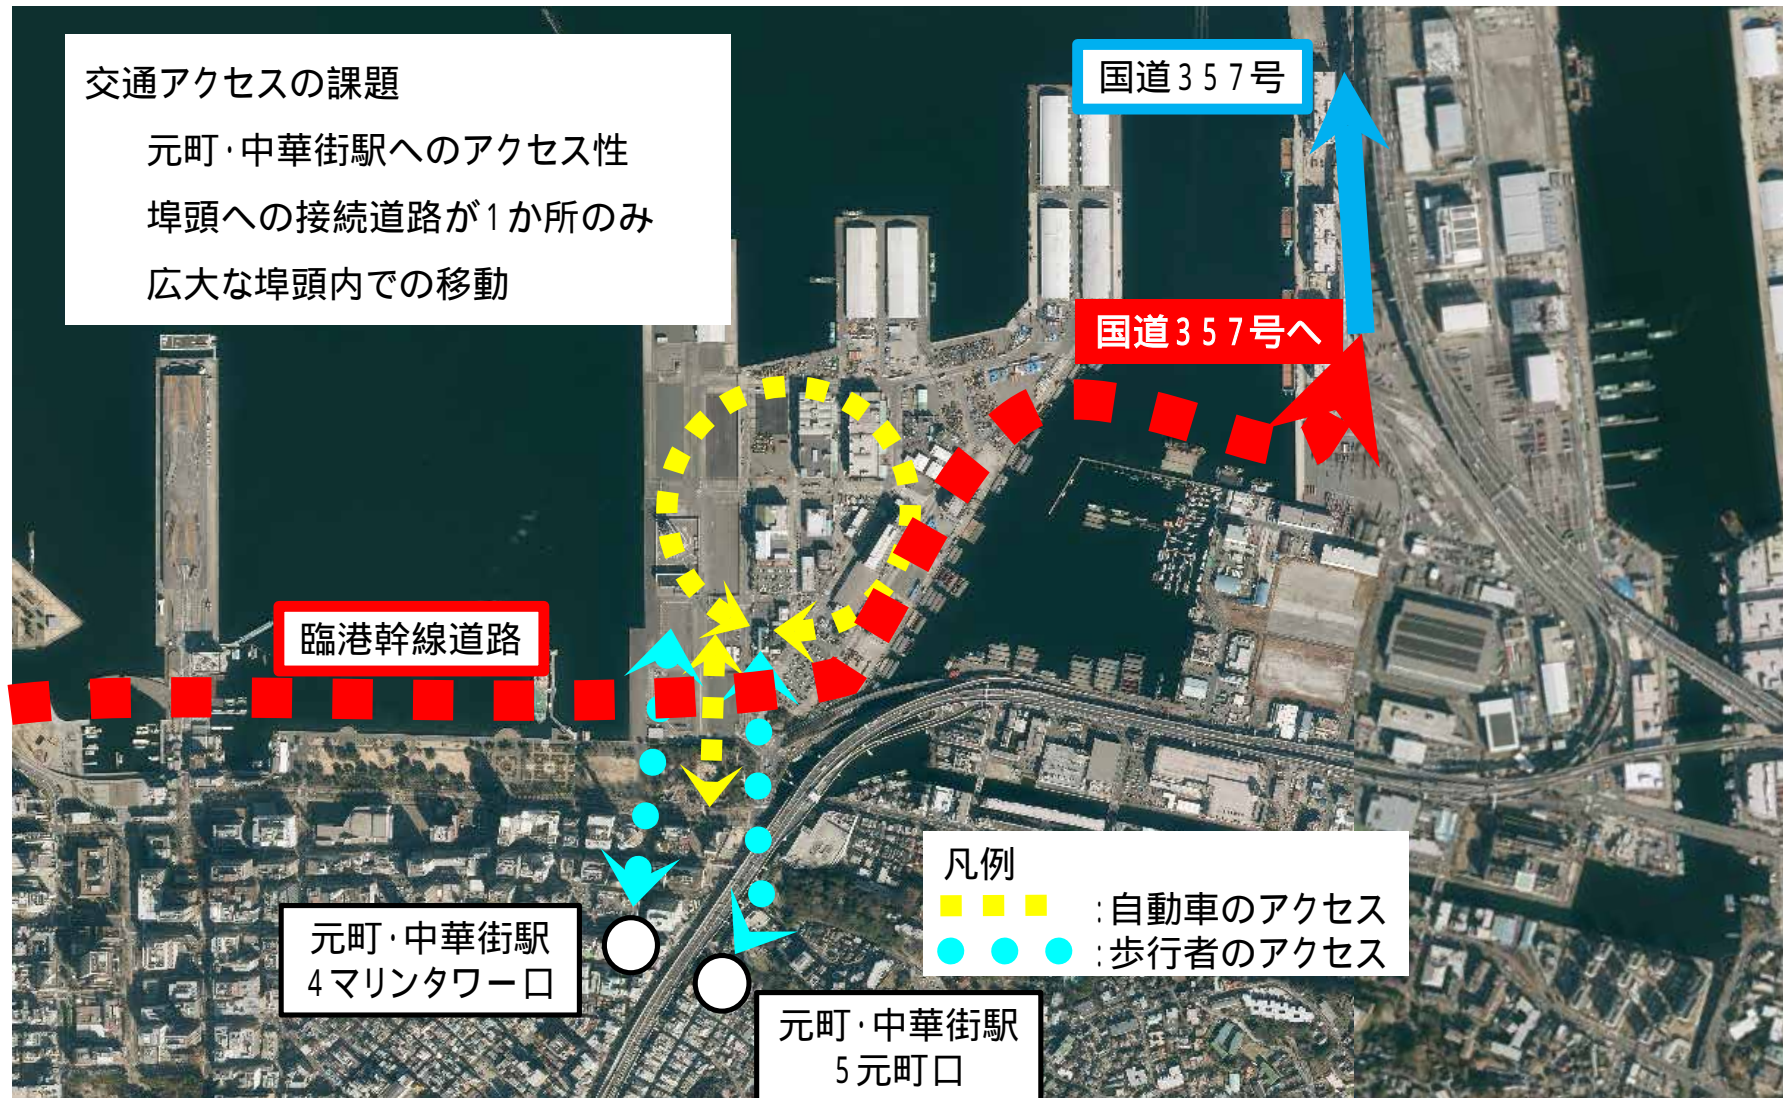 交通アクセスの課題
元町・中華街駅へのアクセス性
埠頭への接続道路が1か所のみ
広大な埠頭内での移動
国道357号
国道357号へ
臨港幹線道路
凡例
:自動車のアクセス
:歩行者のアクセス
元町・中華街駅
4マリンタワー口
元町・中華街駅
5元町口